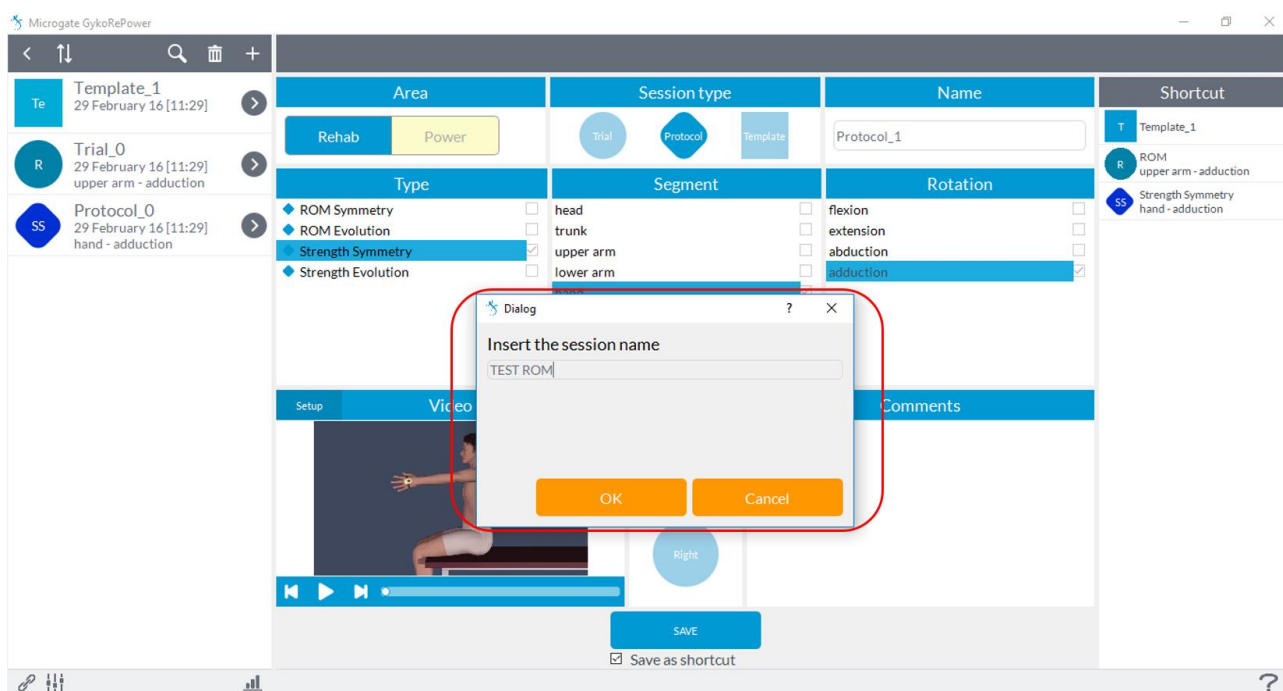 Microgate GykoRePower
Te
Template_1
29 February 16 [11:29]
R
Trial_0
29 February 16 [11:29]
upper arm - adduction
SS
Protocol_0
29 February 16 [11:29]
hand - adduction
Area
Rehab
Power
Session type
Trial
Protocol
Template
Name
Protocol_1
Type
ROM Symmetry
ROM Evolution
Strength Symmetry
Strength Evolution
Segment
head
trunk
upper arm
lower arm
hand
Rotation
flexion
extension
abduction
adduction
Dialog
?
Insert the session name
TEST ROM
OK
Cancel
Setup
Video
Comments
Right
SAVE
Save as shortcut
Shortcut
T
Template_1
R
ROM
upper arm - adduction
SS
Strength Symmetry
hand - adduction
?